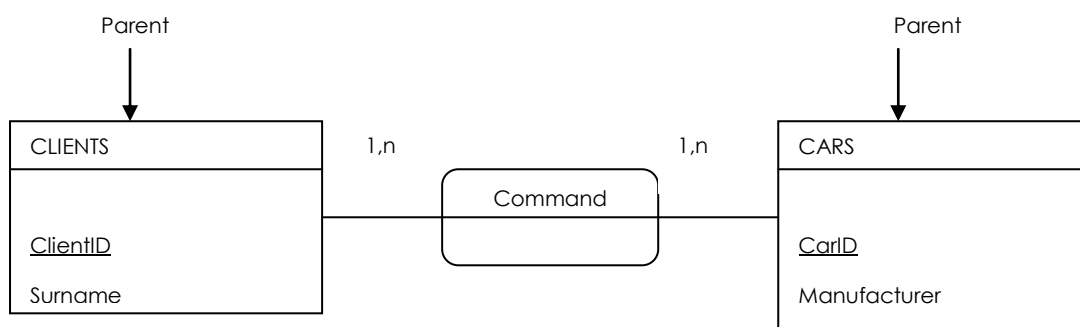 Parent Parent
CLIENTS 1,n 1,n CARS
Command
ClientID CarID
Surname Manufacturer